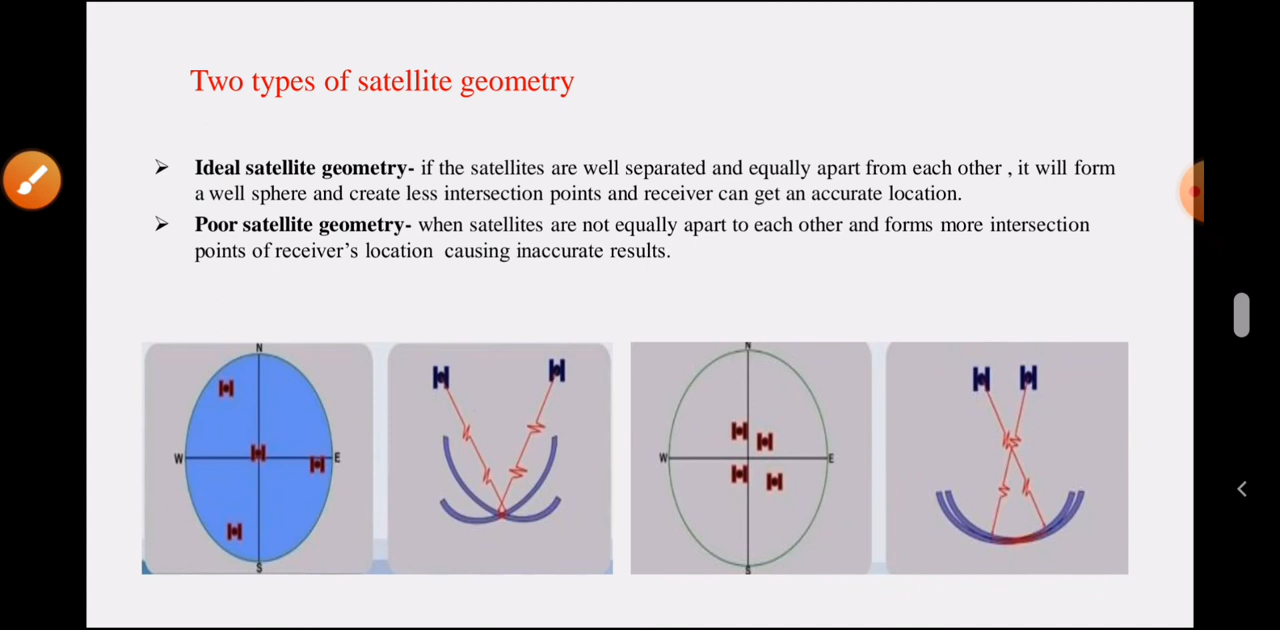 Two types of satellite geometry
➢ Ideal satellite geometry- if the satellites are well separated and equally apart from each other , it will form
a well sphere and create less intersection points and receiver can get an accurate location.
➢ Poor satellite geometry- when satellites are not equally apart to each other and forms more intersection
points of receiver's location causing inaccurate results.
N
N
W
E
W
E
S
S